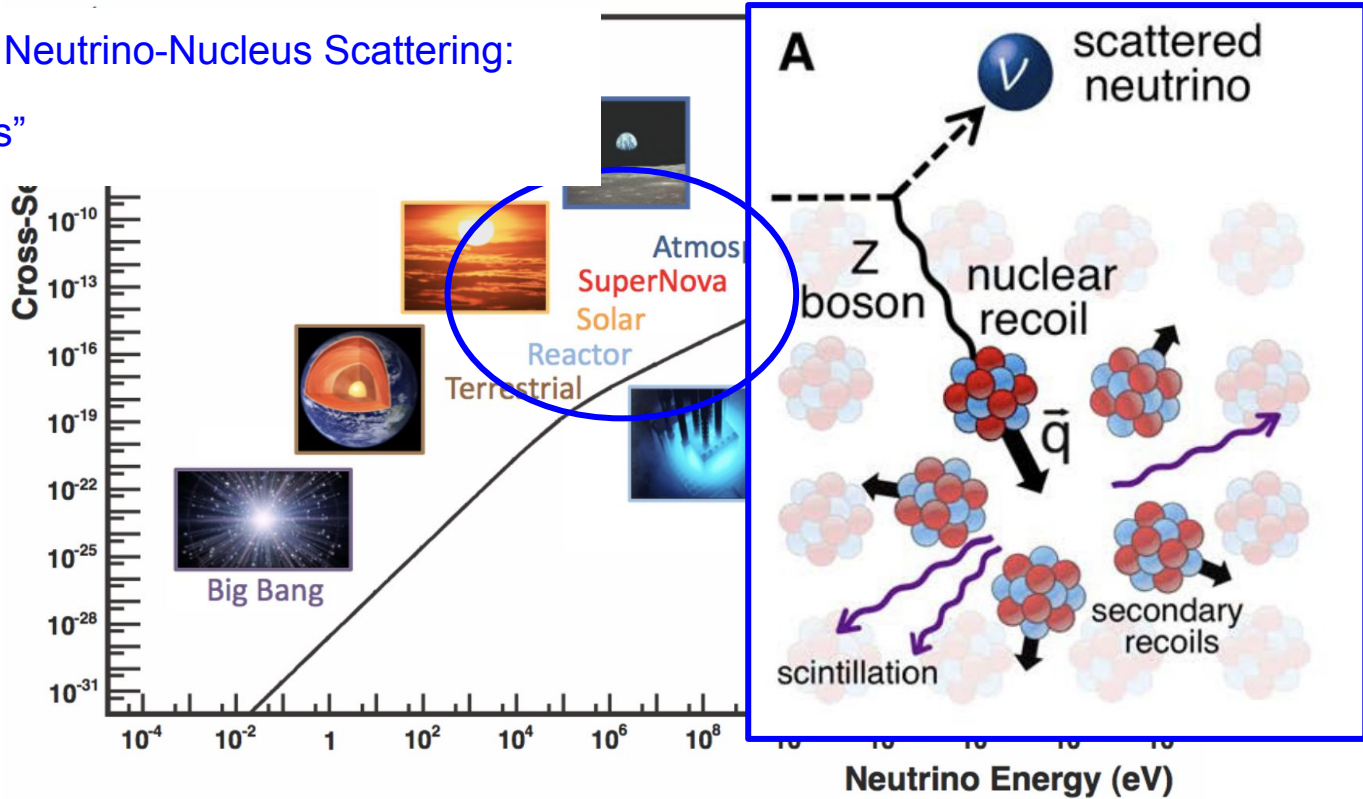 Neutrino-Nucleus Scattering:
s”
Cross-Se
10-10
10-13
10-16
10-19
10-22
10-25
10-28
10-31
Atmosp
SuperNova
Solar
Reactor
Terrestrial
Big Bang
10-4
10-2
1
102
104
106
108
Neutrino Energy (eV)
A
scattered
neutrino
ν
Z
boson
nuclear
recoil
q
secondary
recoils
scintillation